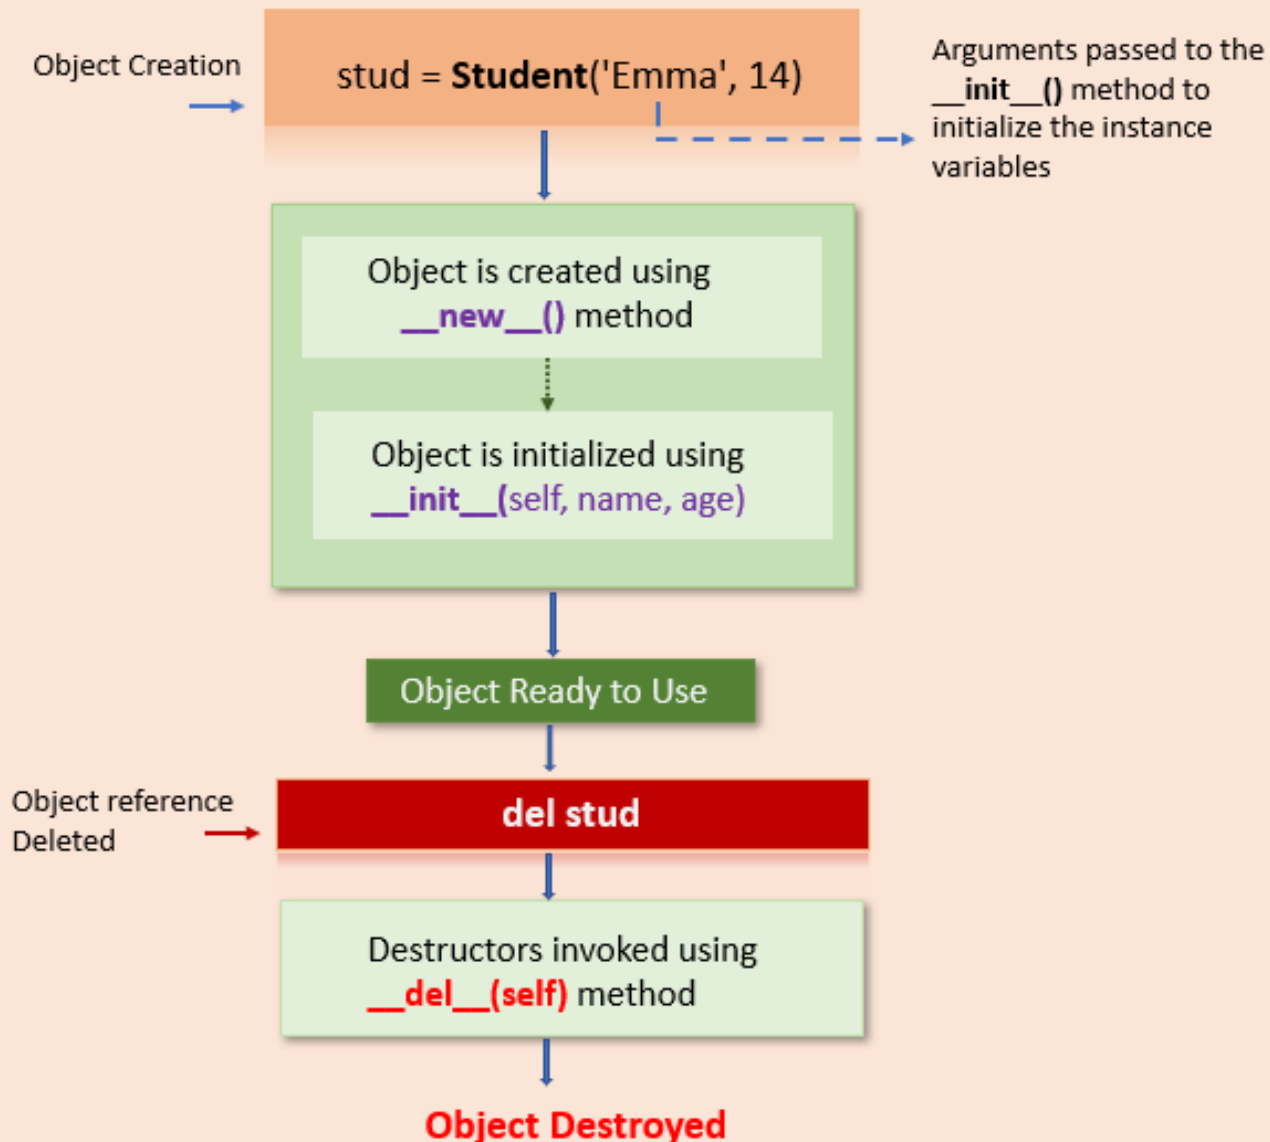 Object Creation
stud = Student('Emma', 14)
Arguments passed to the
__init__() method to
initialize the instance
variables
Object is created using
__new__() method
Object is initialized using
__init__(self, name, age)
Object Ready to Use
Object reference
Deleted
del stud
Destructors invoked using
__del__(self) method
Object Destroyed